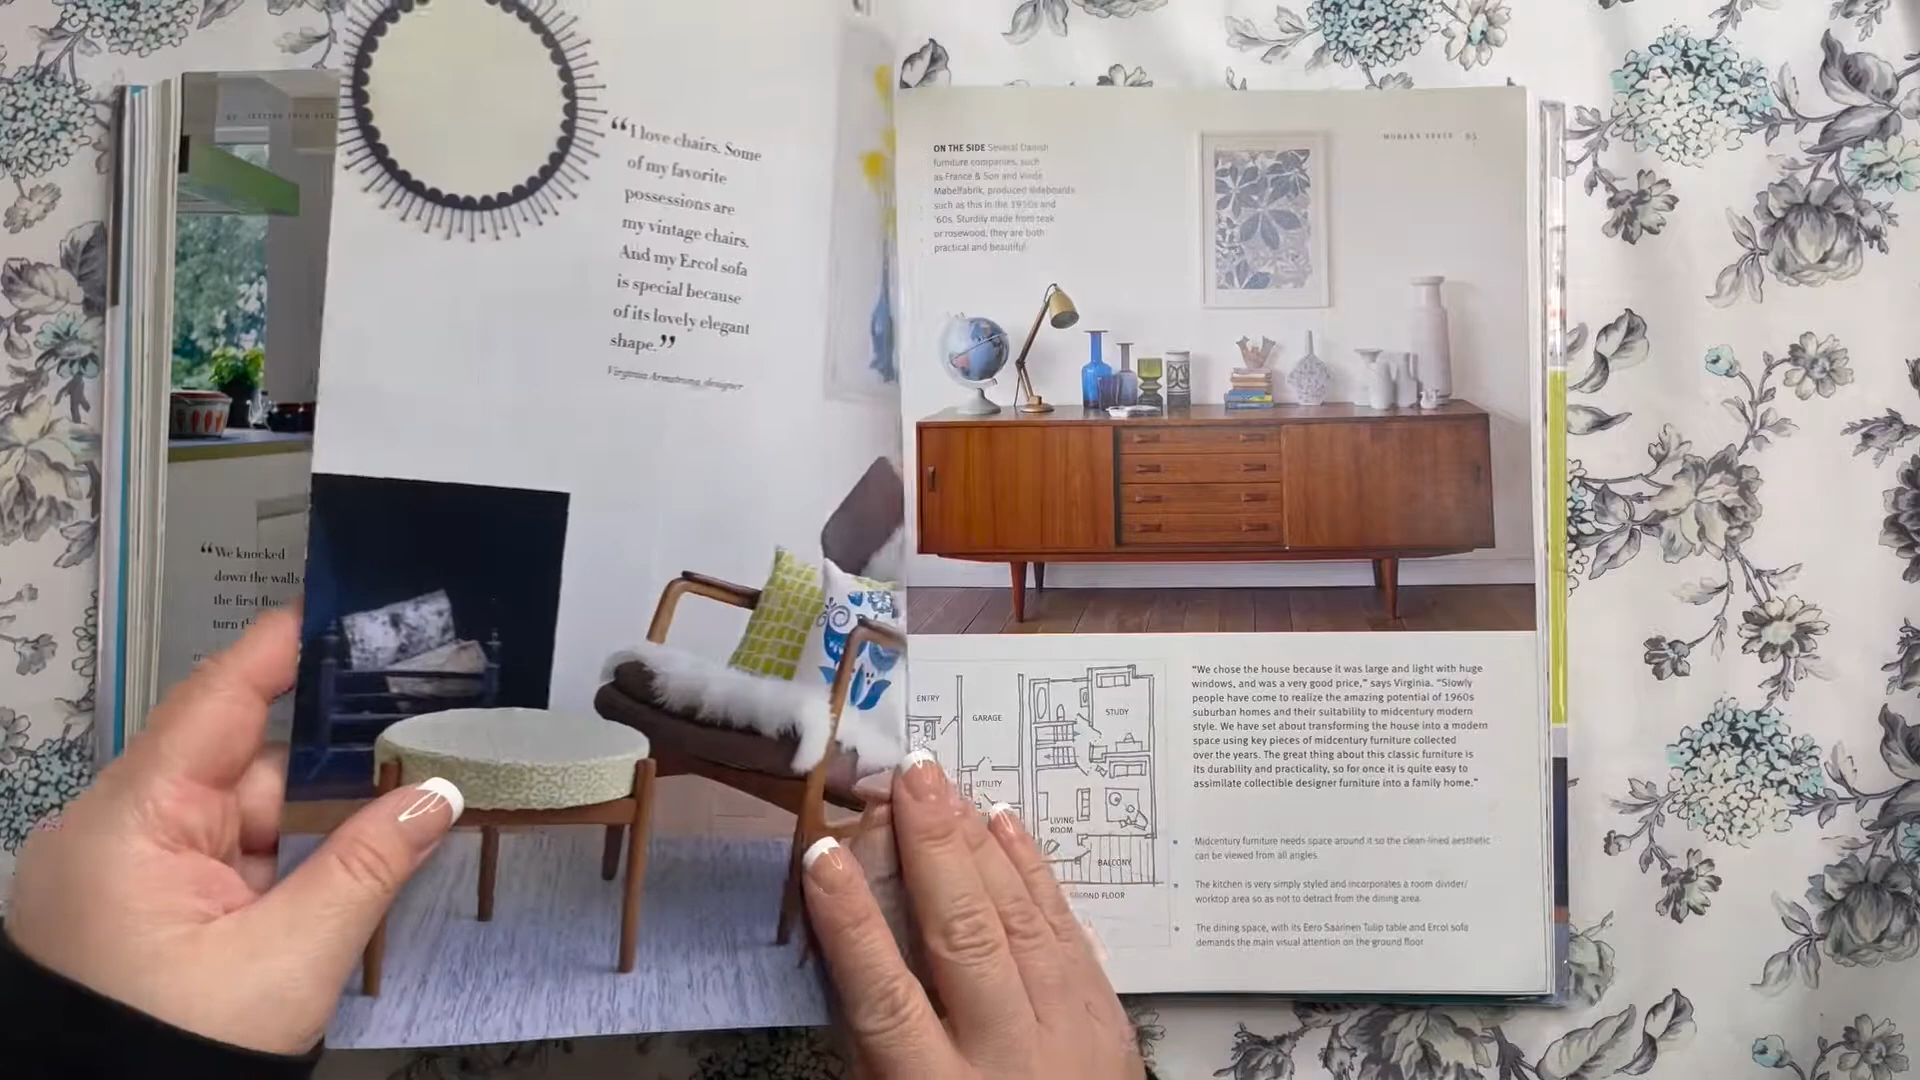 “We knocked
down the walls
the first
turn
“I love chairs. Some
of my favorite
possessions are
my vintage chairs.
And my Ercol sofa
is special because
of its lovely elegant
shape.”
Virginia Armstrong, designer
MODERN STYLE 65
ON THE SIDE Several Danish
furniture companies, such
as France & Son and
Møbelfabrik, produced sideboards
such as this in the 1950s and
’60s. Sturdily made from teak
or rosewood, they are both
practical and beautiful.
ENTRY
GARAGE
STUDY
UTILITY
LIVING
ROOM
BALCONY
SECOND FLOOR
“We chose the house because it was large and light with huge
windows, and was a very good price,” says Virginia. “Slowly
people have come to realize the amazing potential of 1960s
suburban homes and their suitability to midcentury modern
style. We have set about transforming the house into a modern
space using key pieces of midcentury furniture collected
over the years. The great thing about this classic furniture is
its durability and practicality, so for once it is quite easy to
assimilate collectible designer furniture into a family home.”
• Midcentury furniture needs space around it so the clean-lined aesthetic
can be viewed from all angles.
• The kitchen is very simply styled and incorporates a room divider/
worktop area so as not to detract from the dining area.
• The dining space, with its Eero Saarinen Tulip table and Ercol sofa
demands the main visual attention on the ground floor